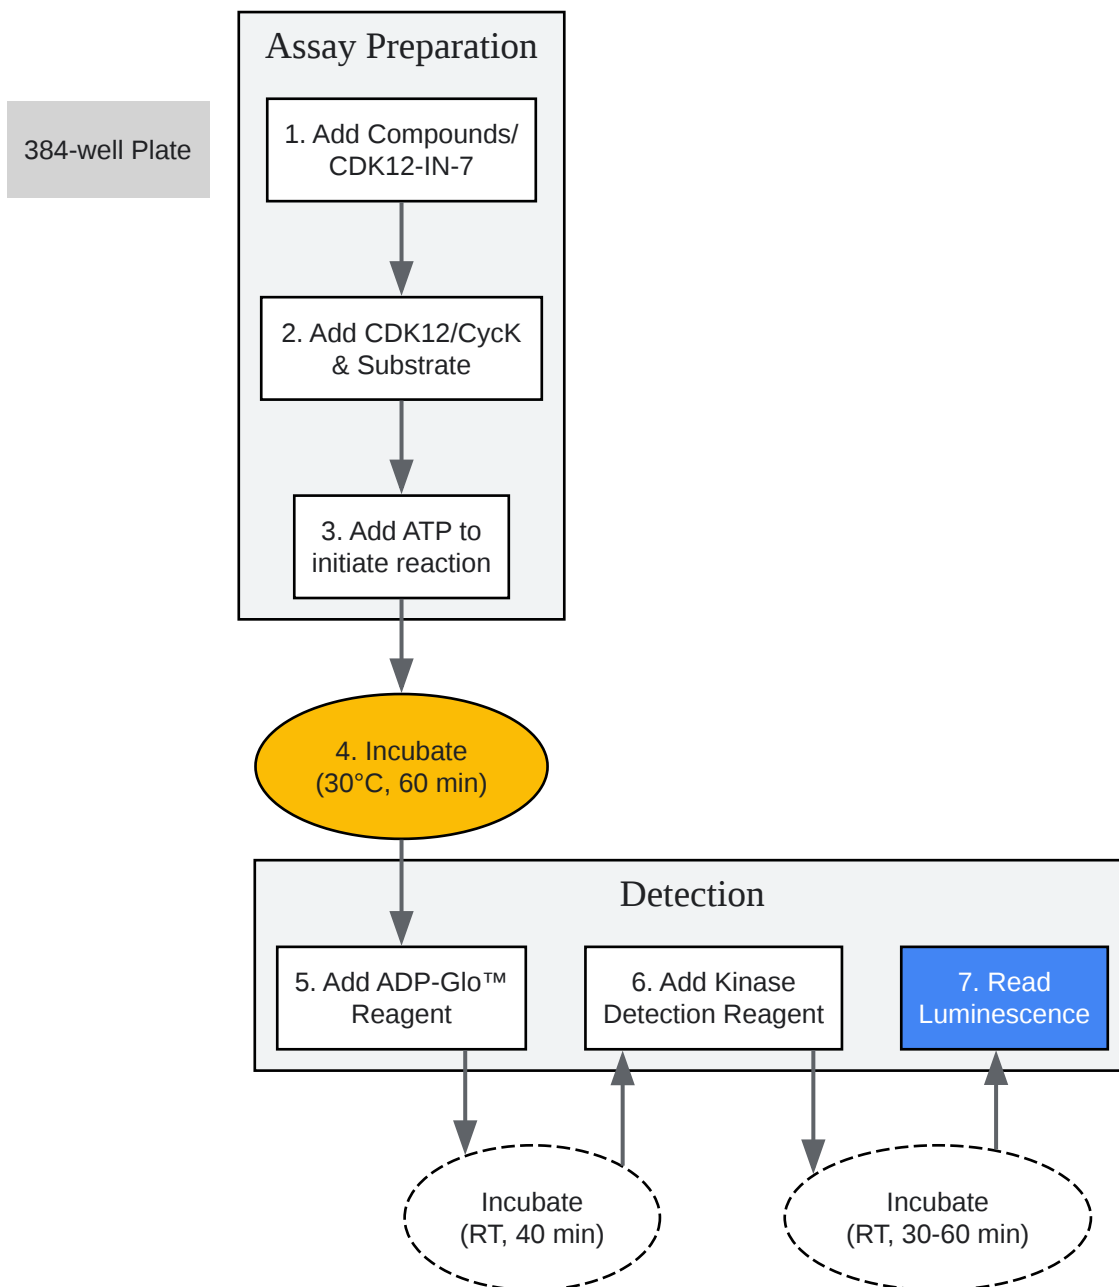 Assay Preparation
384-well Plate
1. Add Compounds/
CDK12-IN-7
2. Add CDK12/CycK
& Substrate
3. Add ATP to
initiate reaction
4. Incubate
(30°C, 60 min)
Detection
5. Add ADP-Glo™
Reagent
6. Add Kinase
Detection Reagent
7. Read
Luminescence
Incubate
(RT, 40 min)
Incubate
(RT, 30-60 min)